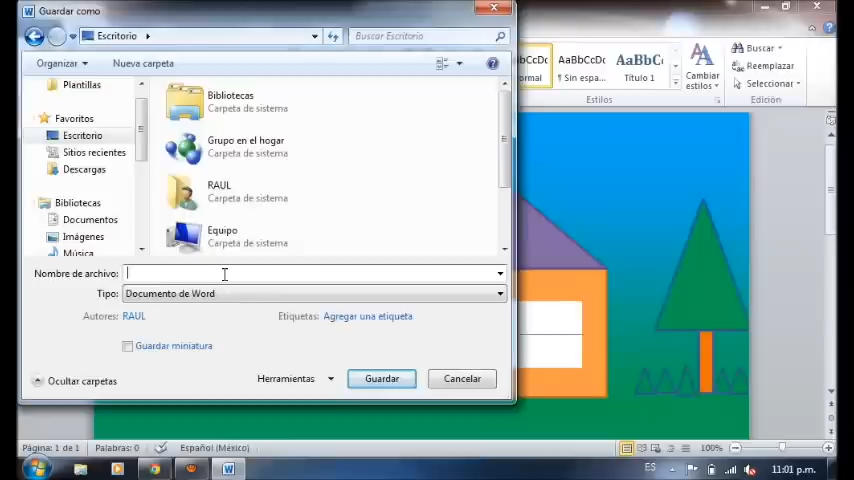 Guardar como
Escritorio
Buscar Escritorio
Organizar
Nueva carpeta
Plantillas
Favoritos
Escritorio
Sitios recientes
Descargas
Bibliotecas
Documentos
Imágenes
Música
Bibliotecas
Carpeta de sistema
Grupo en el hogar
Carpeta de sistema
RAUL
Carpeta de sistema
Equipo
Carpeta de sistema
Nombre de archivo:
Tipo: Documento de Word
Autores: RAUL
Etiquetas: Agregar una etiqueta
Guardar miniatura
Ocultar carpetas
Herramientas
Guardar
Cancelar
bCcDc AaBbCcDc AaBbC
ormal ¶ Sin espa... Título 1
Cambiar
estilos
Estilos
Buscar
Reemplazar
Seleccionar
Edición
Página: 1 de 1
Palabras: 0
Español (México)
100%
ES
11:01 p.m.